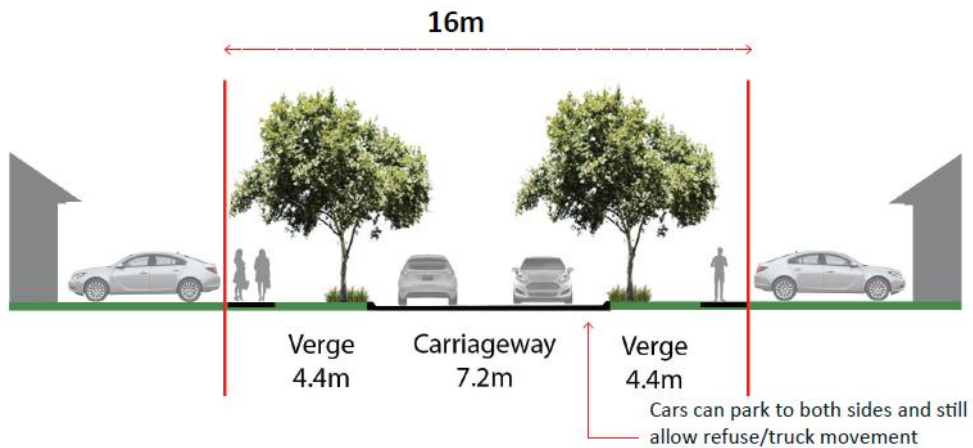 16m
Verge
4.4m
Carriageway
7.2m
Verge
4.4m
Cars can park to both sides and still
allow refuse/truck movement